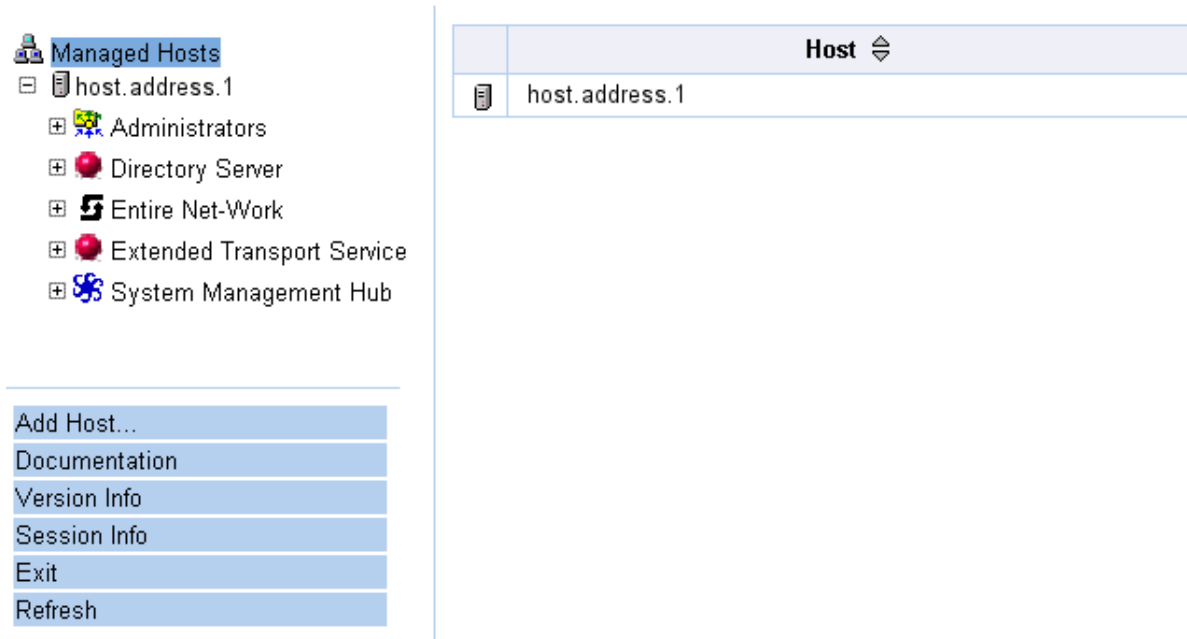 Managed Hosts
host.address.1
Administrators
Directory Server
Entire Net-Work
Extended Transport Service
System Management Hub
Add Host...
Documentation
Version Info
Session Info
Exit
Refresh
Host
host.address.1